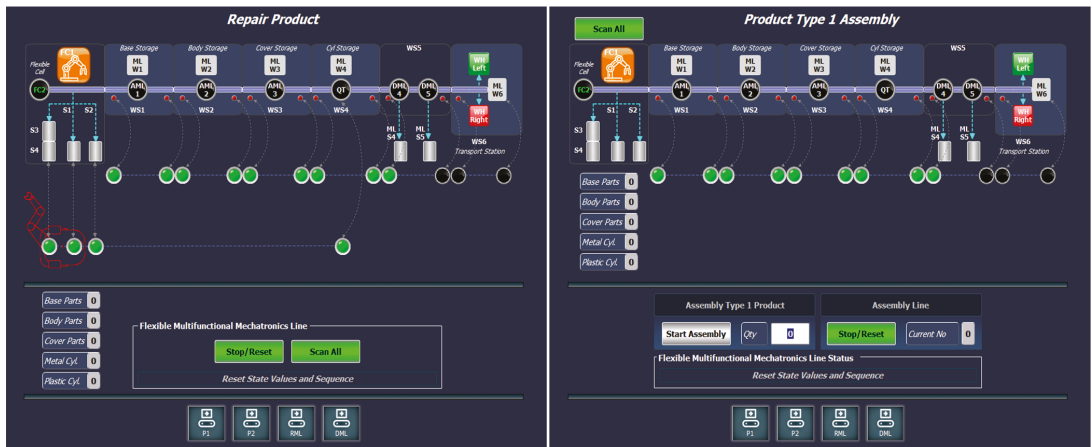 Repair Product
Base Storage
Body Storage
Cover Storage
Cyl Storage
WS5
Flexible Cell
FC1
ML W1
ML W2
ML W3
ML W4
WH Left
FC2
AML 1
AML 2
AML 3
QT
DML 4
DML 5
ML W6
S1
S2
WS1
WS2
WS3
WS4
WH Right
S3
S4
ML S4
ML S5
WS6
Transport Station
Base Parts 0
Body Parts 0
Cover Parts 0
Metal Cyl. 0
Plastic Cyl. 0
Flexible Multifunctional Mechatronics Line
Stop/Reset
Scan All
Reset State Values and Sequence
P1
P2
RML
DML
Product Type 1 Assembly
Scan All
Base Storage
Body Storage
Cover Storage
Cyl Storage
WS5
Flexible Cell
FC1
ML W1
ML W2
ML W3
ML W4
WH Left
FC2
AML 1
AML 2
AML 3
QT
DML 4
DML 5
ML W6
S1
S2
WS1
WS2
WS3
WS4
WH Right
S3
S4
ML S4
ML S5
WS6
Transport Station
Base Parts 0
Body Parts 0
Cover Parts 0
Metal Cyl. 0
Plastic Cyl. 0
Assembly Type 1 Product
Assembly Line
Start Assembly
Qty
0
Stop/Reset
Current No
0
Flexible Multifunctional Mechatronics Line Status
Reset State Values and Sequence
P1
P2
RML
DML